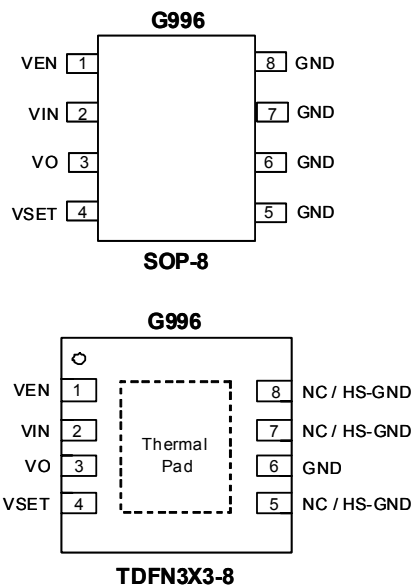 G996
VEN 1 8 GND
VIN 2 7 GND
VO 3 6 GND
VSET 4 5 GND
SOP-8
G996
VEN 1 8 NC / HS-GND
VIN 2 7 NC / HS-GND
Thermal
Pad
VO 3 6 GND
VSET 4 5 NC / HS-GND
TDFN3X3-8